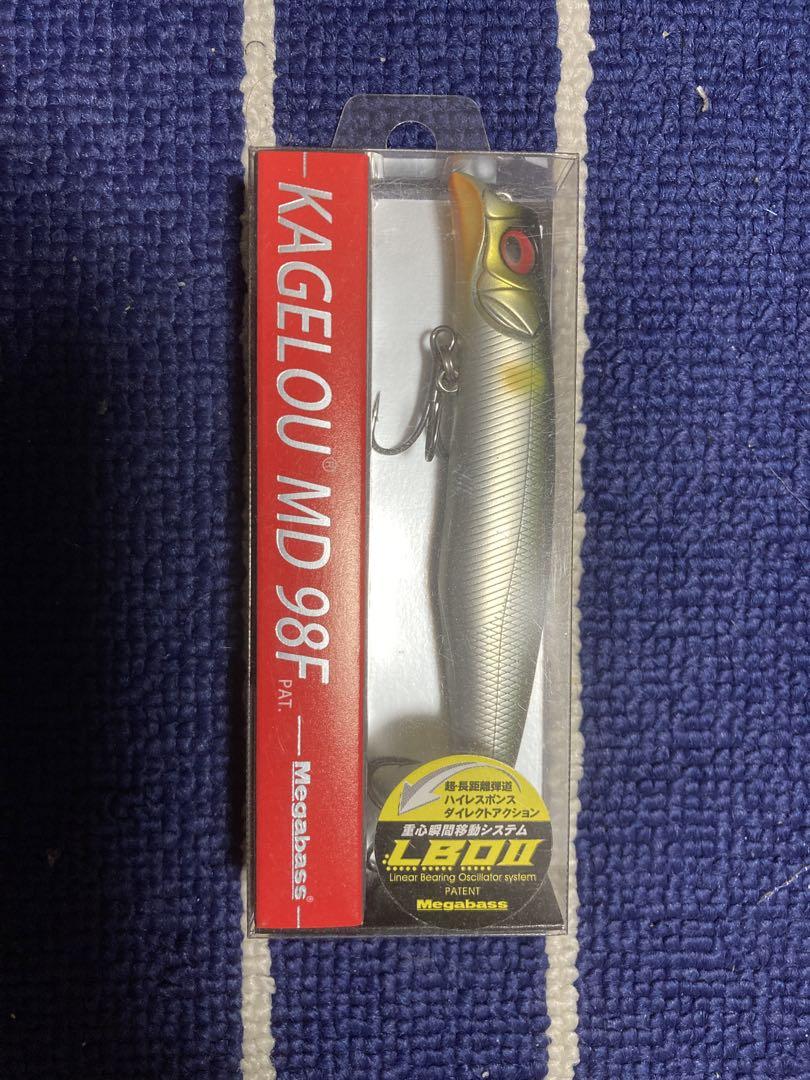 KAGELOU® MD 98F PAT. Megabass®
超・長距離弾道
ハイレスポンス
ダイレクトアクション
重心瞬間移動システム
LBOII
Linear Bearing Oscillator system
PATENT
Megabass